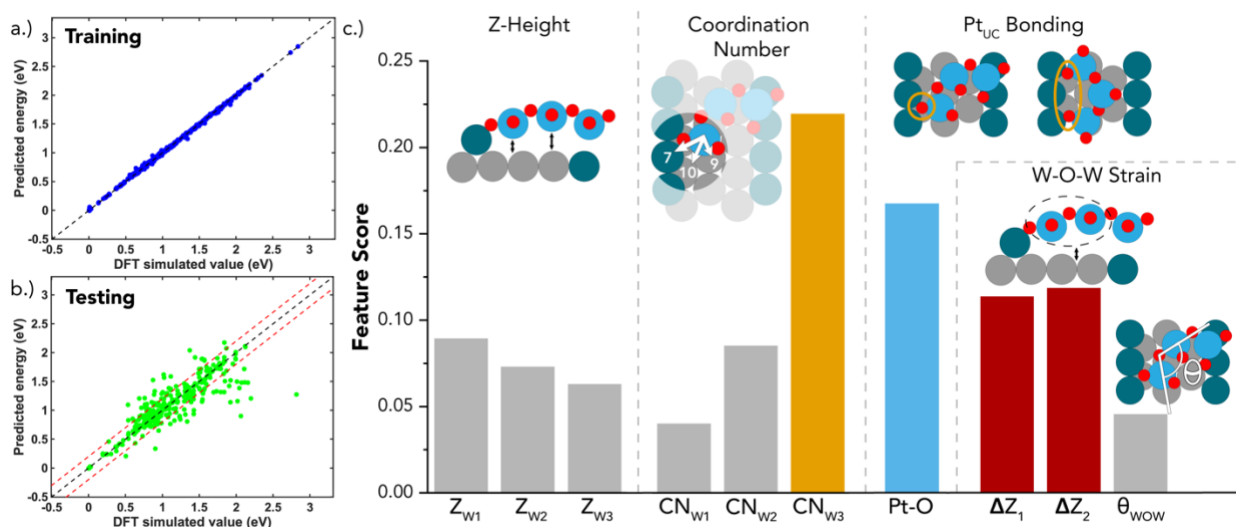 a.)
Training
Predicted energy (eV)
3
2.5
2
1.5
1
0.5
0
-0.5
-0.5 0 0.5 1 1.5 2 2.5 3
DFT simulated value (eV)
b.)
Testing
Predicted energy (eV)
3
2.5
2
1.5
1
0.5
0
-0.5
-0.5 0 0.5 1 1.5 2 2.5 3
DFT simulated value (eV)
c.)
Feature Score
0.25
0.20
0.15
0.10
0.05
0.00
Z-Height
Coordination
Number
7
10
9
Pt_UC Bonding
W-O-W Strain
θ
Z_W1 Z_W2 Z_W3 CN_W1 CN_W2 CN_W3 Pt-O ΔZ_1 ΔZ_2 θ_WOW